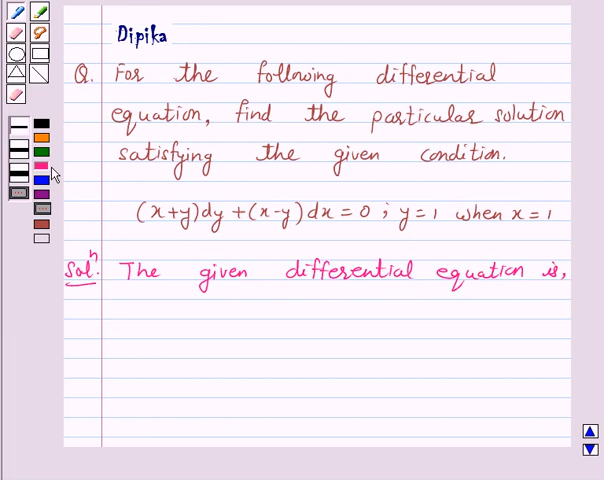 Dipika
Q. For the following differential
equation, find the particular solution
satisfying the given condition.
(x+y)dy+(x-y)dx=0; y=1 when x=1
Solⁿ. The given differential equation is,